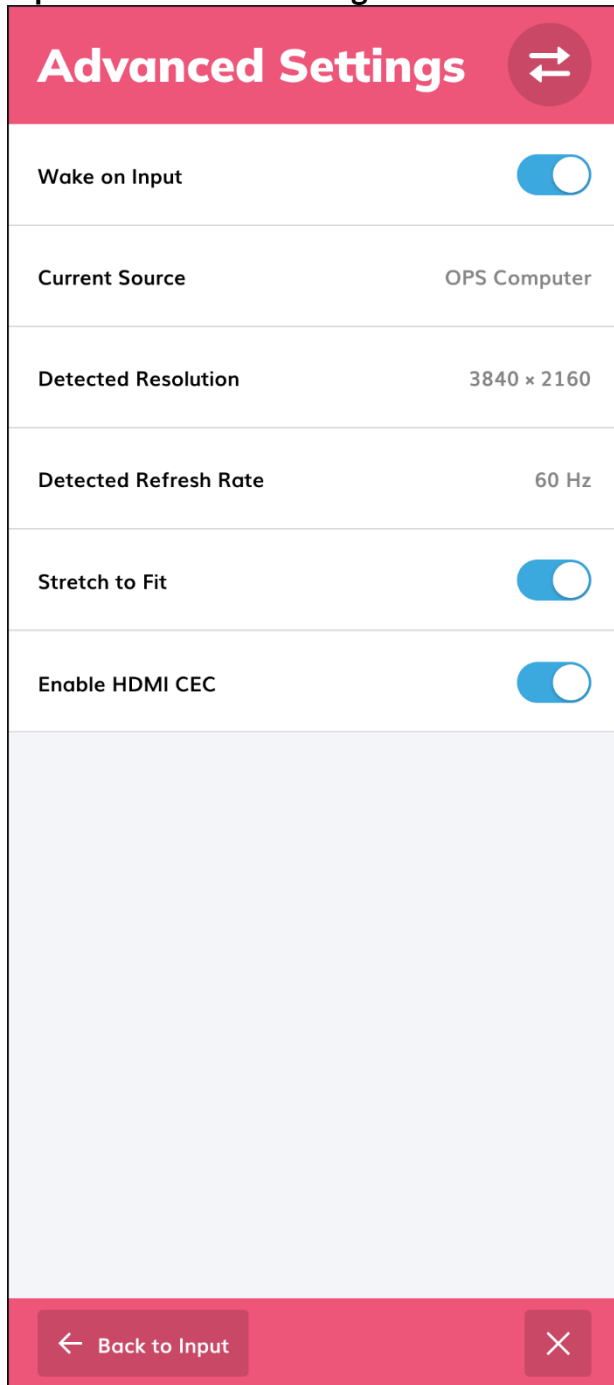 Advanced Settings
Wake on Input
Current Source OPS Computer
Detected Resolution 3840 × 2160
Detected Refresh Rate 60 Hz
Stretch to Fit
Enable HDMI CEC
Back to Input